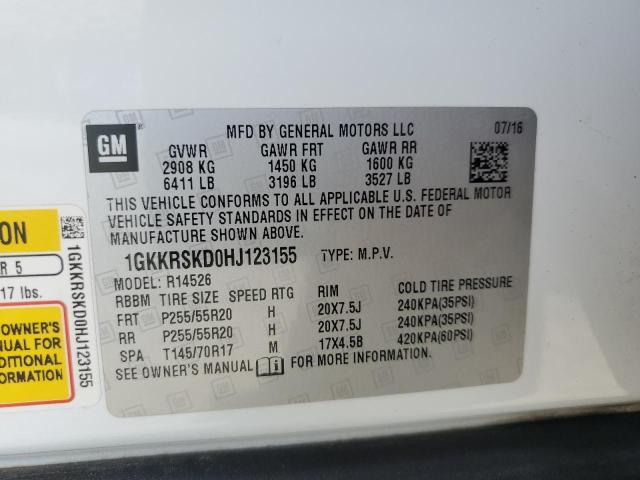 GM
MFD BY GENERAL MOTORS LLC 07/16
GVWR GAWR FRT GAWR RR
2908 KG 1450 KG 1600 KG
6411 LB 3196 LB 3527 LB
THIS VEHICLE CONFORMS TO ALL APPLICABLE U.S. FEDERAL MOTOR
VEHICLE SAFETY STANDARDS IN EFFECT ON THE DATE OF
MANUFACTURE SHOWN ABOVE.
1GKKRSKD0HJ123155 TYPE: M.P.V.
MODEL: R14526
RBBM TIRE SIZE SPEED RTG RIM COLD TIRE PRESSURE
FRT P255/55R20 H 20X7.5J 240KPA(35PSI)
RR P255/55R20 H 20X7.5J 240KPA(35PSI)
SPA T145/70R17 M 17X4.5B 420KPA(60PSI)
SEE OWNER'S MANUAL FOR MORE INFORMATION
ON
R 5
17 lbs.
OWNER'S
MANUAL FOR
DITIONAL
FORMATION
1GKKRSKD0HJ123155